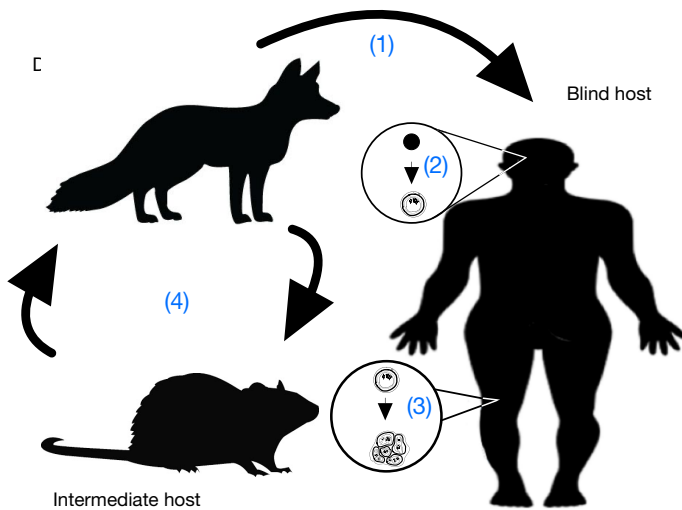 (1)
Blind host
(2)
(4)
(3)
Intermediate host